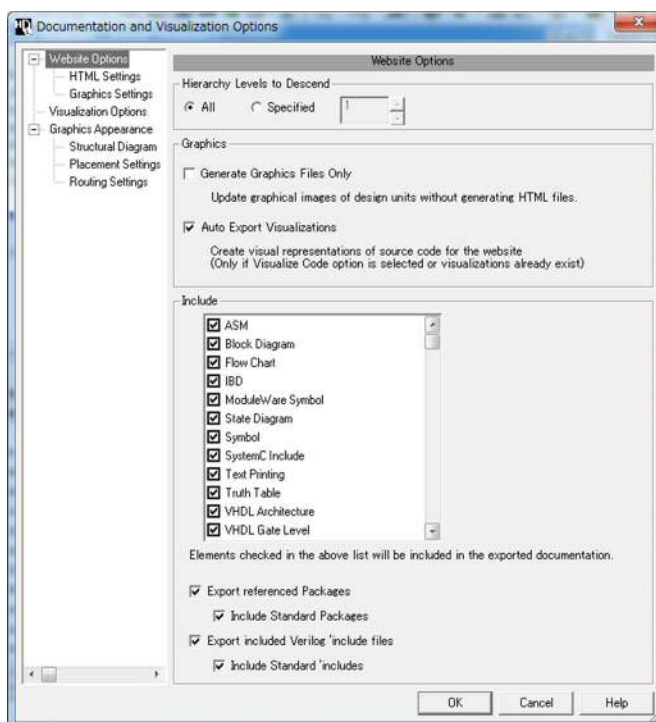 Documentation and Visualization Options
Website Options
HTML Settings
Graphics Settings
Visualization Options
Graphics Appearance
Structural Diagram
Placement Settings
Routing Settings
Website Options
Hierarchy Levels to Descend
All Specified 1
Graphics
Generate Graphics Files Only
Update graphical images of design units without generating HTML files.
Auto Export Visualizations
Create visual representations of source code for the website
(Only if Visualize Code option is selected or visualizations already exist)
Include
ASM
Block Diagram
Flow Chart
IBD
ModuleWare Symbol
State Diagram
Symbol
SystemC Include
Text Printing
Truth Table
VHDL Architecture
VHDL Gate Level
Elements checked in the above list will be included in the exported documentation.
Export referenced Packages
Include Standard Packages
Export included Verilog 'include files
Include Standard 'includes
OK Cancel Help